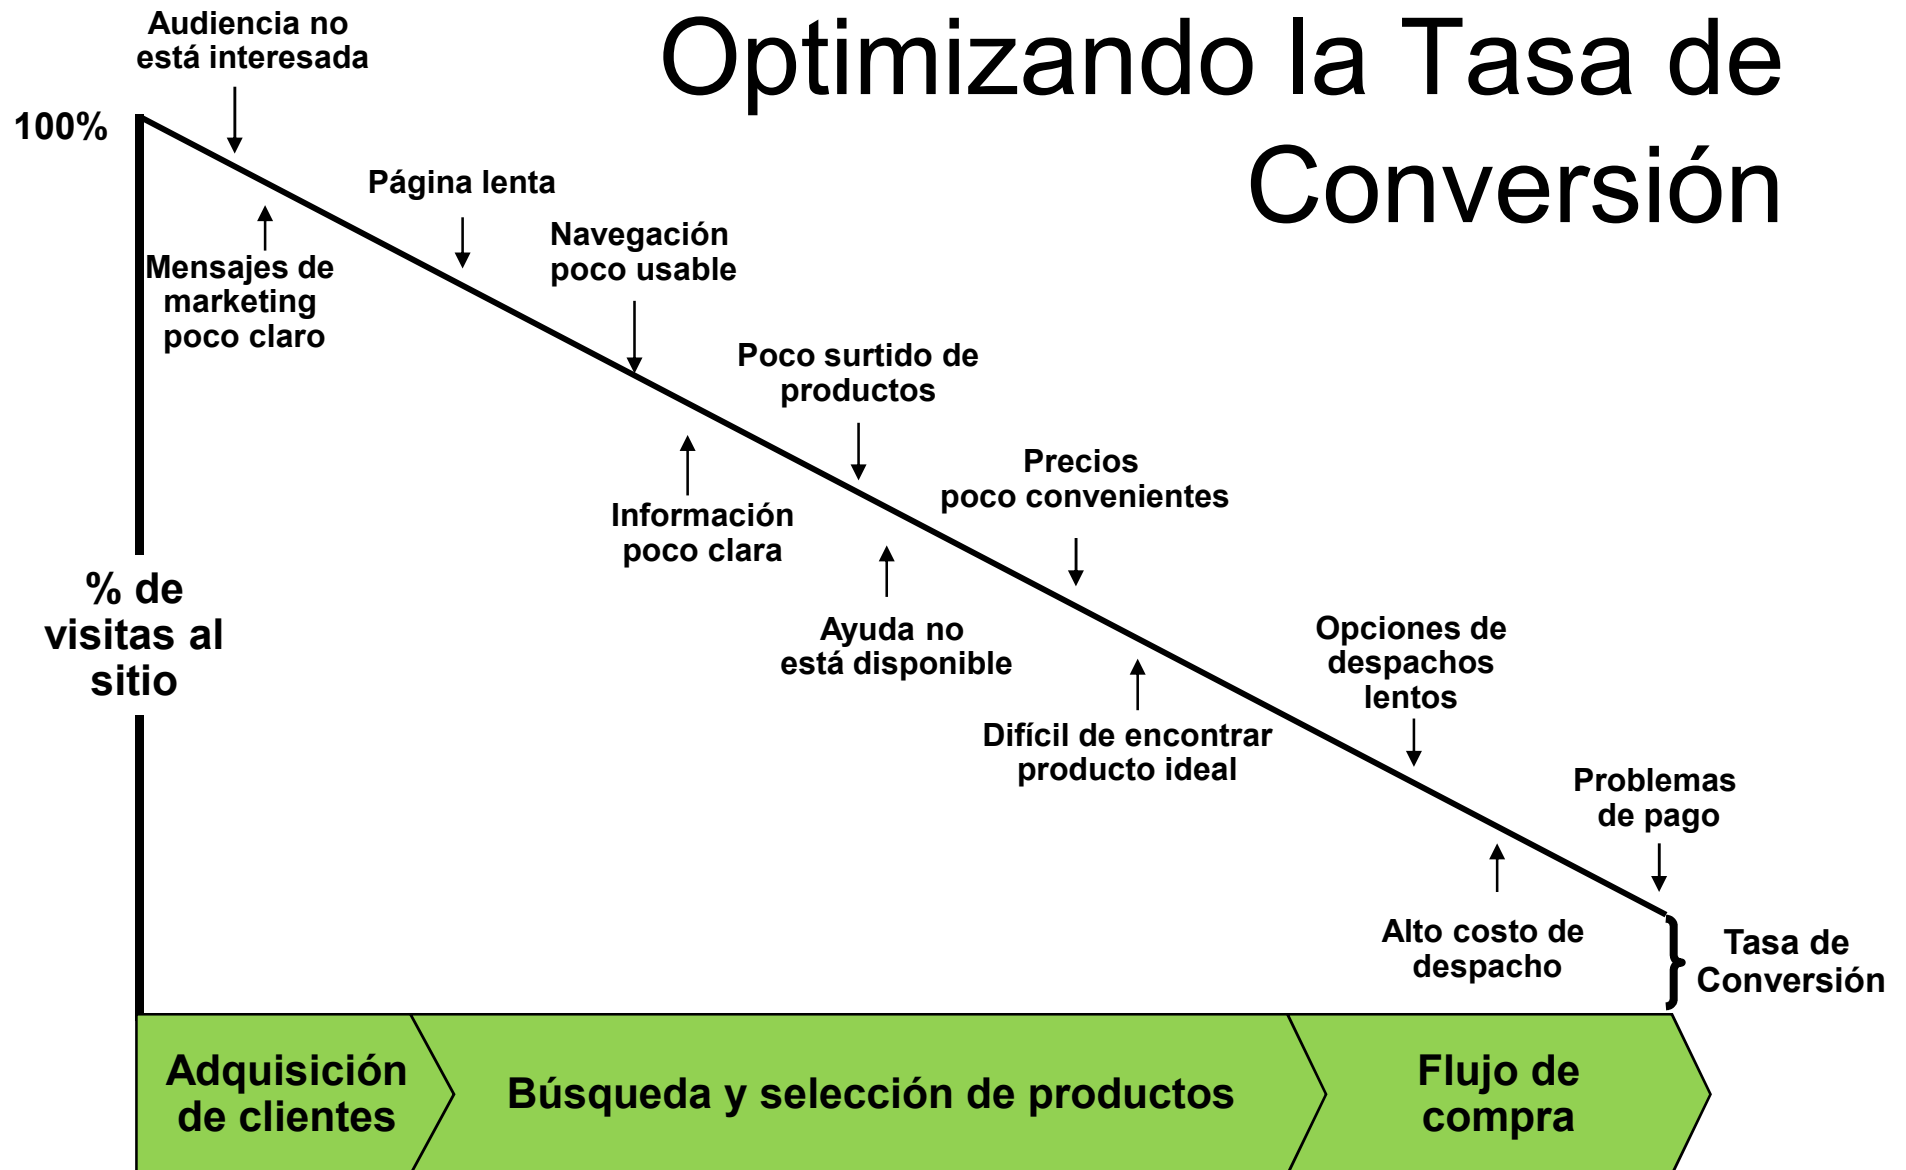 Optimizando la Tasa de
Conversión
Audiencia no
está interesada
100%
Página lenta
Navegación
poco usable
Mensajes de
marketing
poco claro
Poco surtido de
productos
Precios
poco convenientes
Información
poco clara
% de
visitas al
sitio
Ayuda no
está disponible
Opciones de
despachos
lentos
Difícil de encontrar
producto ideal
Problemas
de pago
Alto costo de
despacho
Tasa de
Conversión
Adquisición
de clientes
Búsqueda y selección de productos
Flujo de
compra